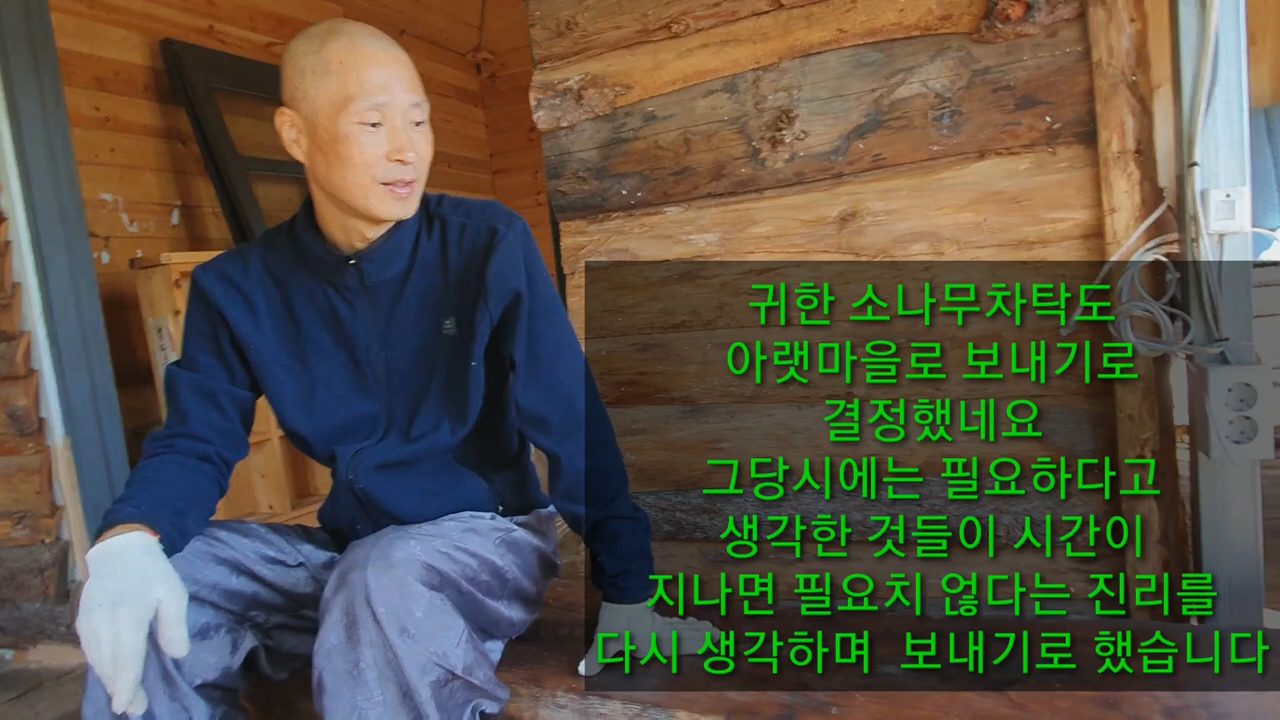 귀한 소나무차탁도
아랫마을로 보내기로
결정했네요
그당시에는 필요하다고
생각한 것들이 시간이
지나면 필요치 않다는 진리를
다시 생각하며 보내기로 했습니다